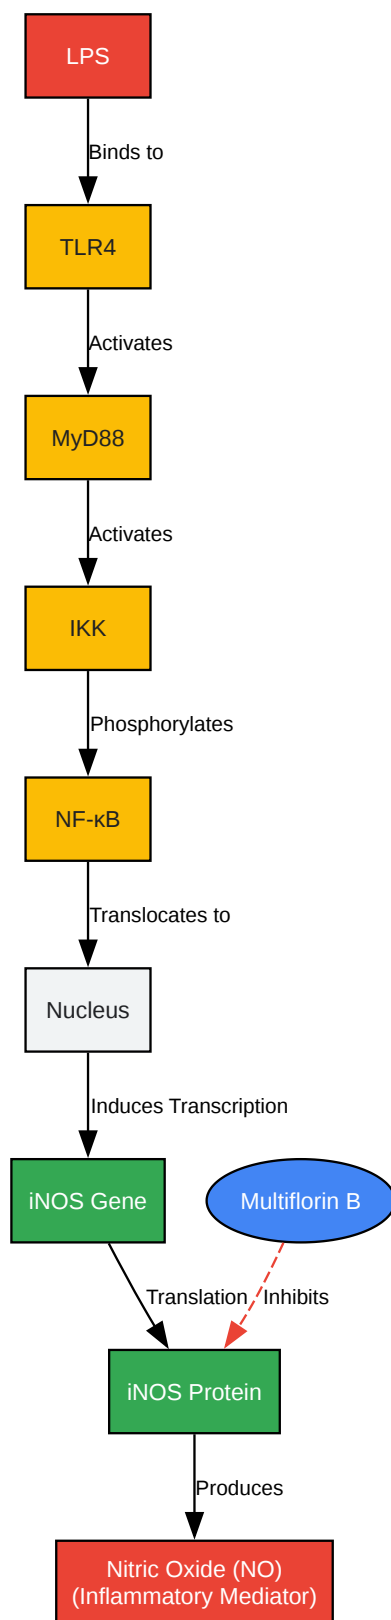 LPS
Binds to
TLR4
Activates
MyD88
Activates
IKK
Phosphorylates
NF-κB
Translocates to
Nucleus
Induces Transcription
iNOS Gene
Multiflorin B
Translation
Inhibits
iNOS Protein
Produces
Nitric Oxide (NO)
(Inflammatory Mediator)